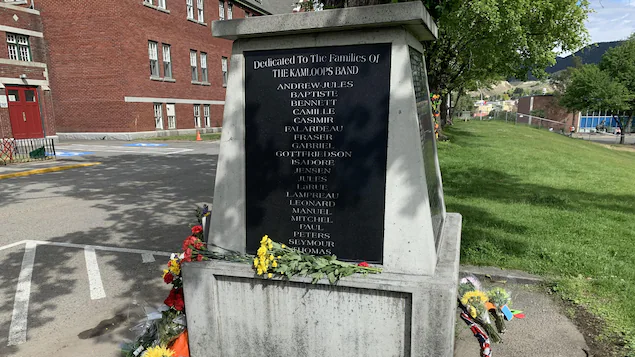 Dedicated To The Families Of
THE KAMLOOPS BAND
ANDREW-JULES
BAPTISTE
BENNETT
CAMILLE
CASIMIR
FALARDEAU
FRASER
GABRIEL
GOTTFRIEDSON
ISADORE
JENSEN
JULES
LaRUE
LAMPREAU
LEONARD
MANUEL
MITCHEL
PAUL
PETERS
SEYMOUR
THOMAS